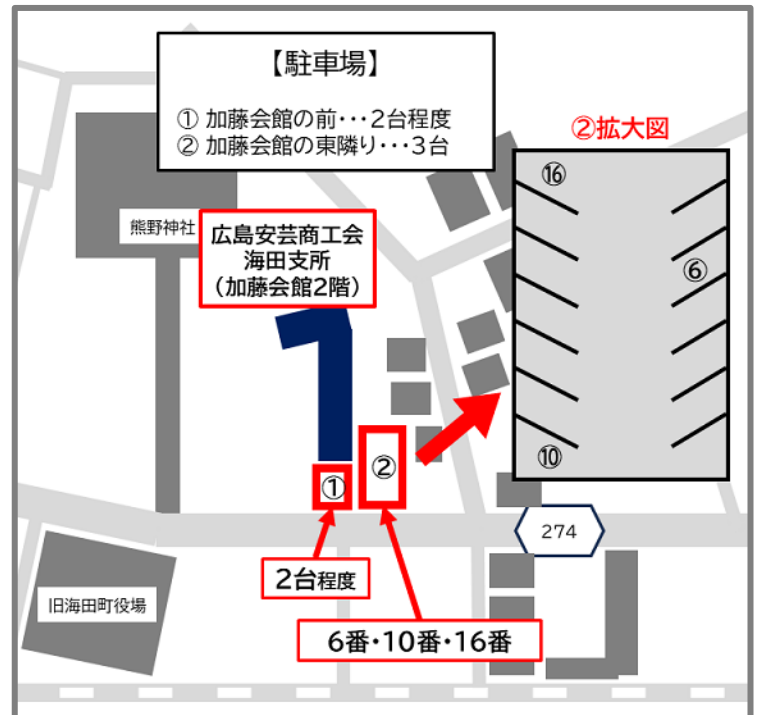 【駐車場】
① 加藤会館の前・・・2台程度
② 加藤会館の東隣り・・・3台
②拡大図
⑯
⑥
⑩
熊野神社
広島安芸商工会
海田支所
（加藤会館2階）
①
②
274
2台程度
旧海田町役場
6番・10番・16番